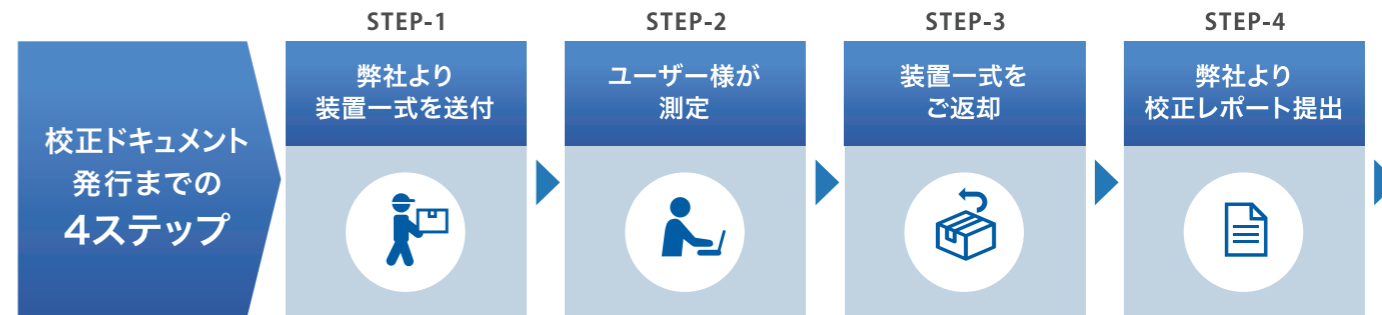 校正ドキュメント
発行までの
4ステップ
STEP-1
弊社より
装置一式を送付
STEP-2
ユーザー様が
測定
STEP-3
装置一式を
ご返却
STEP-4
弊社より
校正レポート提出